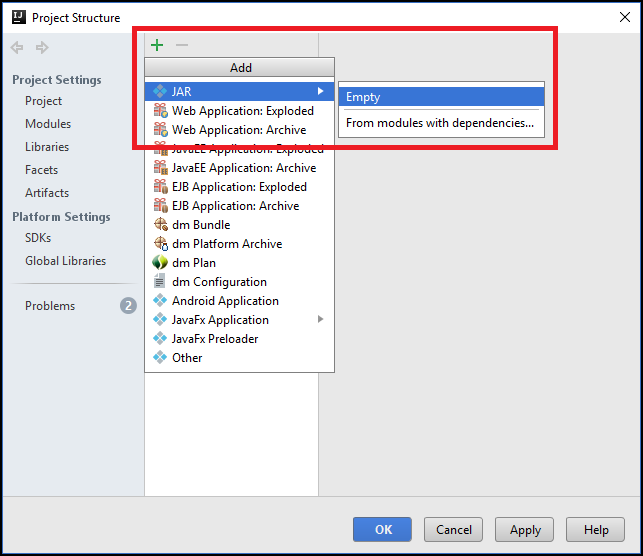 Project Structure
Project Settings
Project
Modules
Libraries
Facets
Artifacts
Platform Settings
SDKs
Global Libraries
Problems 2
Add
JAR
Web Application: Exploded
Web Application: Archive
JavaEE Application: Exploded
JavaEE Application: Archive
EJB Application: Exploded
EJB Application: Archive
dm Bundle
dm Platform Archive
dm Plan
dm Configuration
Android Application
JavaFx Application
JavaFx Preloader
Other
Empty
From modules with dependencies...
OK Cancel Apply Help